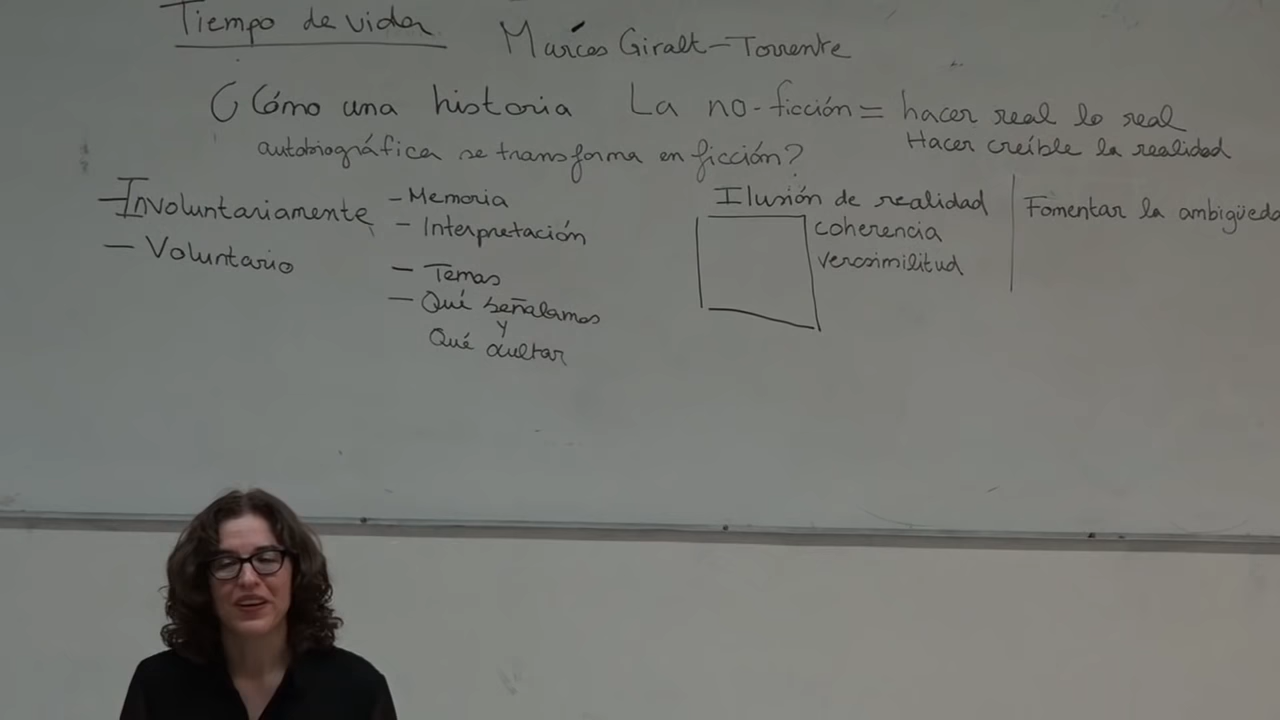 Tiempo de vida Marcos Giralt-Torrente
¿Cómo una historia
autobiográfica se transforma en ficción?
La no-ficción = hacer real lo real
Hacer creíble la realidad
-Involuntariamente
- Voluntario
- Memoria
- Interpretación
- Temas
- Qué señalamos
y
Qué ocultar
Ilusión de realidad
coherencia
verosimilitud
Fomentar la ambigüeda